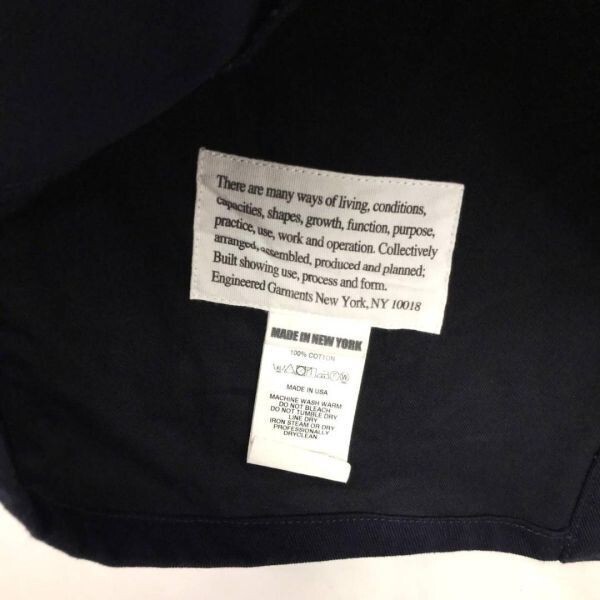 There are many ways of living, conditions,
capacities, shapes, growth, function, purpose,
practice, use, work and operation. Collectively
arranged, assembled, produced and planned;
Built showing use, process and form.
Engineered Garments New York, NY 10018
MADE IN NEW YORK
100% COTTON
MADE IN USA
MACHINE WASH WARM
DO NOT BLEACH
DO NOT TUMBLE DRY
LINE DRY
IRON STEAM OR DRY
PROFESSIONALLY
DRYCLEAN